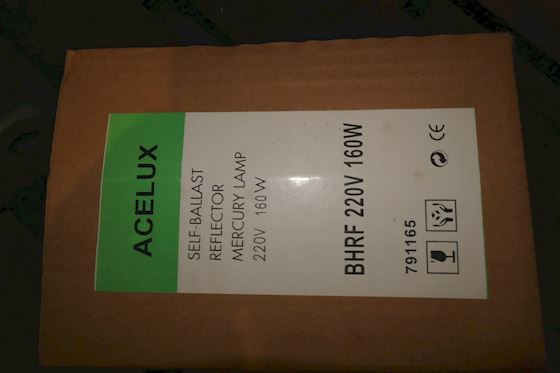 ACELUX
SELF-BALLAST
REFLECTOR
MERCURY LAMP
220V 160W
BHRF 220V 160W
791165
CE